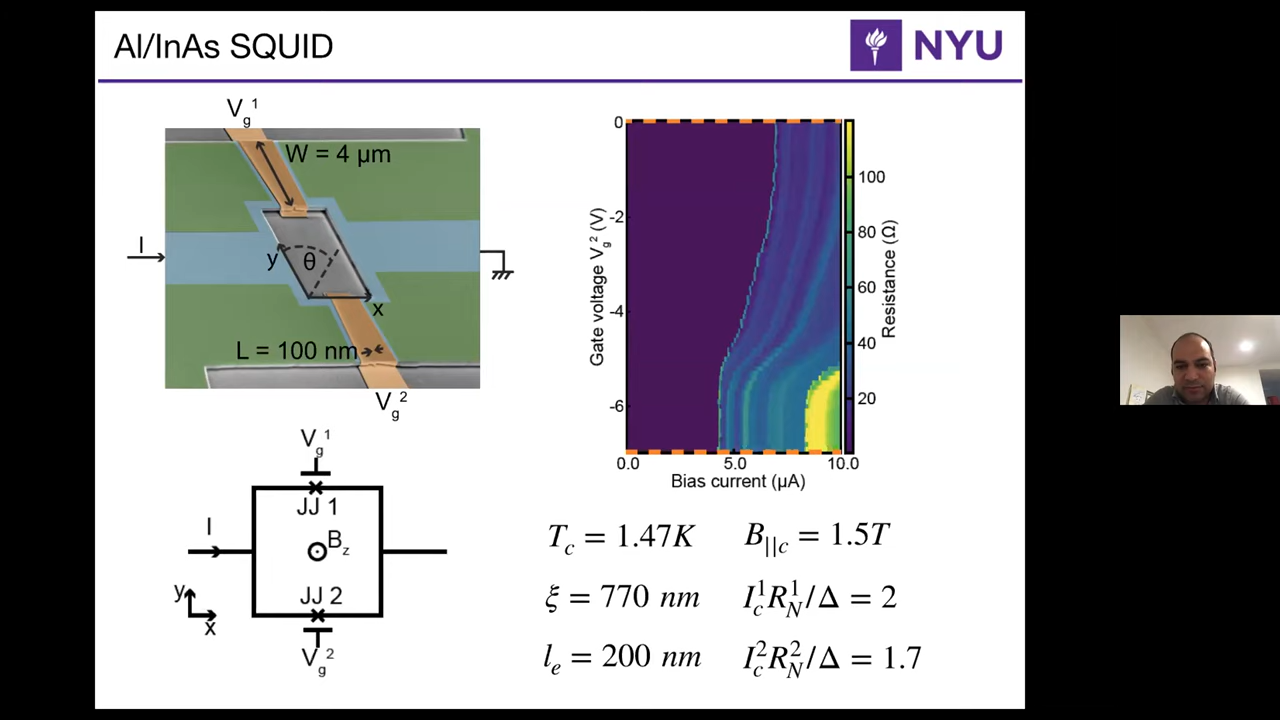 Al/InAs SQUID
NYU
V_g^1
W = 4 μm
I
y
θ
x
L = 100 nm
V_g^2
0
-2
-4
-6
Gate voltage V_g^2 (V)
0.0
5.0
10.0
Bias current (μA)
100
80
60
40
20
Resistance (Ω)
V_g^1
JJ 1
I
B_z
JJ 2
y
x
V_g^2
T_c = 1.47K
B_{||c} = 1.5T
ξ = 770 nm
I_c^1 R_N^1/Δ = 2
l_e = 200 nm
I_c^2 R_N^2/Δ = 1.7